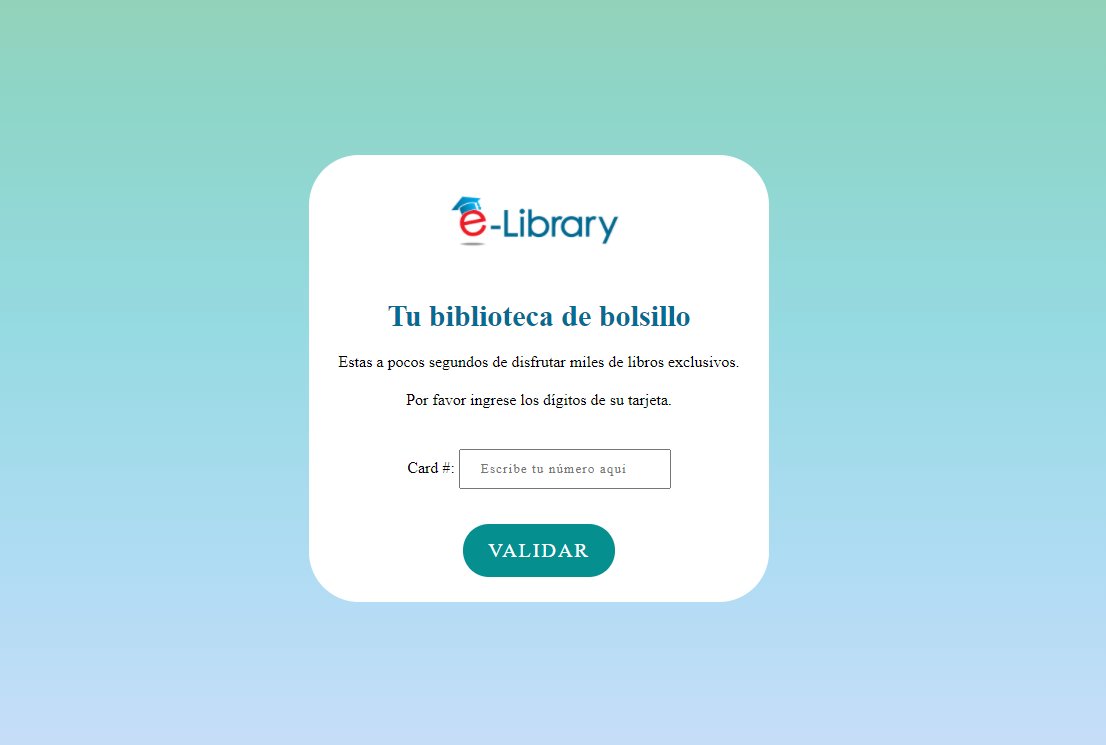 e-Library
Tu biblioteca de bolsillo
Estas a pocos segundos de disfrutar miles de libros exclusivos.
Por favor ingrese los dígitos de su tarjeta.
Card #: Escribe tu número aqui
VALIDAR